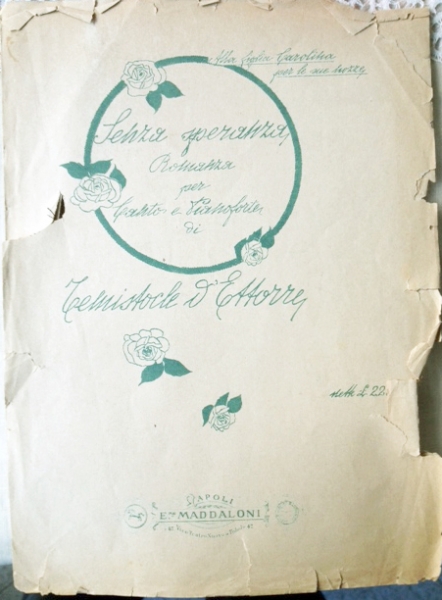 Alla figlia Carolina
per le sue nozze
Senza speranza
Romanza
per
Canto e Pianoforte
di
Temistocle d'Ettorre
NAPOLI
E. MADDALONI